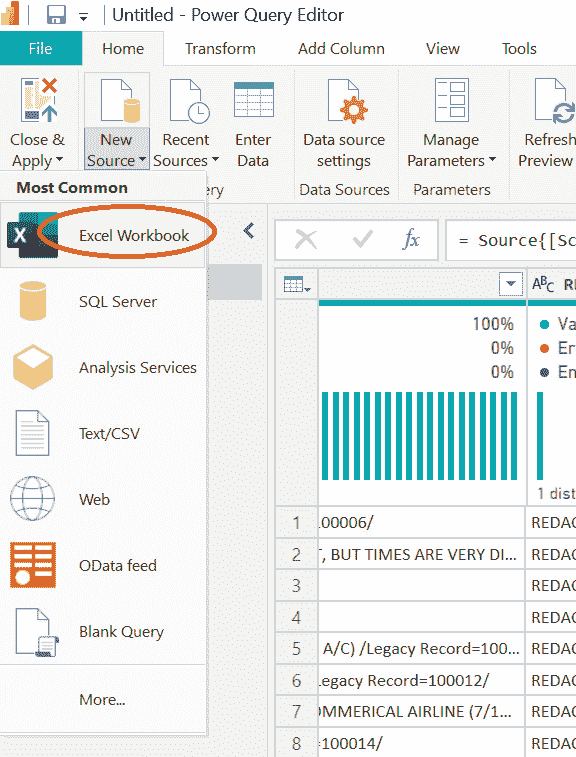 Untitled - Power Query Editor
File Home Transform Add Column View Tools
Close & Apply
New Source
Recent Sources
Enter Data
Data source settings
Manage Parameters
Refresh Preview
ery Data Sources Parameters
Most Common
Excel Workbook
SQL Server
Analysis Services
Text/CSV
Web
OData feed
Blank Query
More...
fx = Source{[Sc
ABC RE
100% Va
0% Er
0% En
1 dist
1 100006/ REDAC
2 T, BUT TIMES ARE VERY DI... REDAC
3 REDAC
4 REDAC
5 A/C) /Legacy Record=100... REDAC
6 Legacy Record=100012/ REDAC
7 OMMERICAL AIRLINE (7/1... REDAC
8 =100014/ REDAC